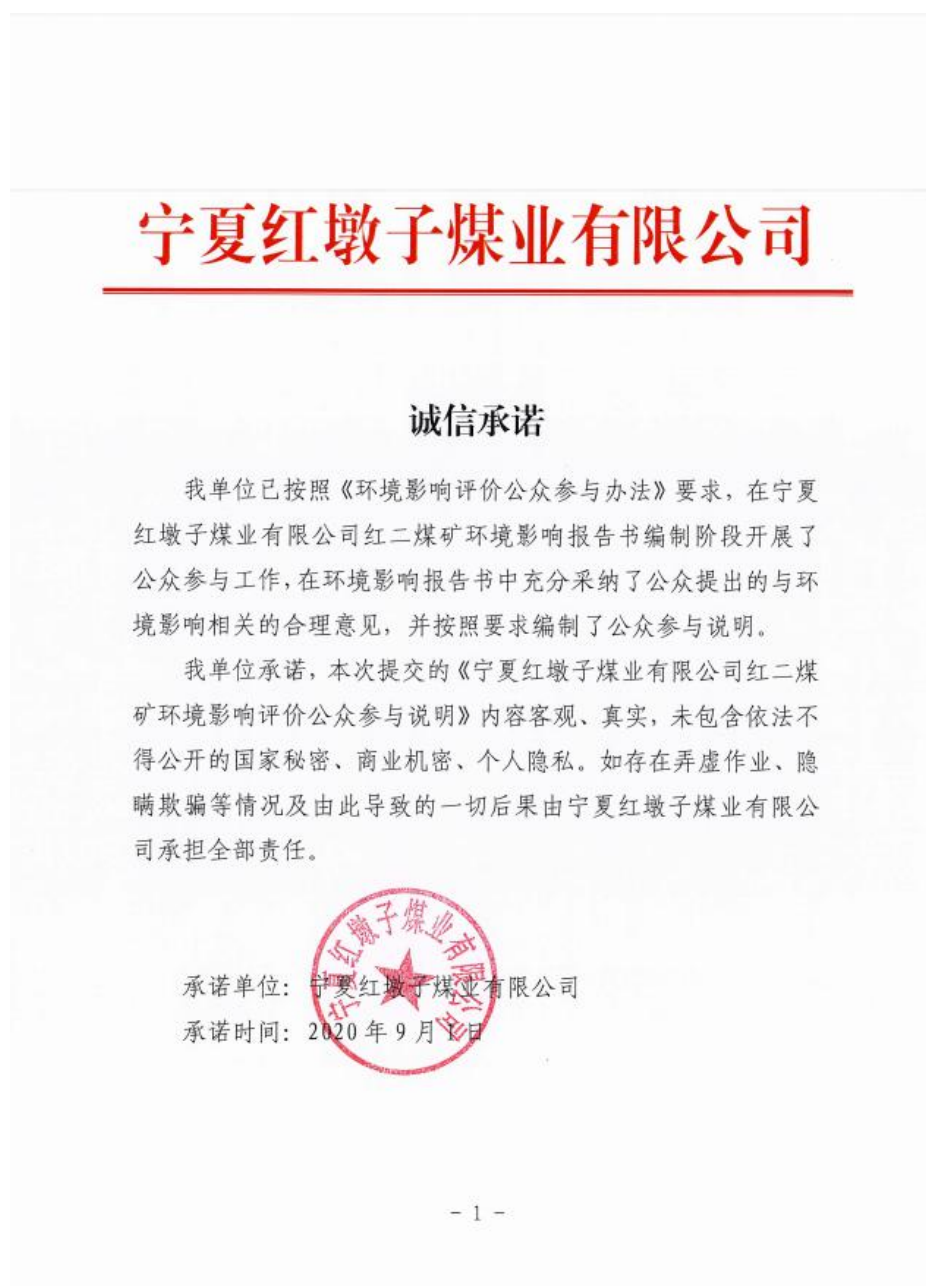 宁夏红墩子煤业有限公司
诚信承诺
我单位已按照《环境影响评价公众参与办法》要求，在宁夏
红墩子煤业有限公司红二煤矿环境影响报告书编制阶段开展了
公众参与工作，在环境影响报告书中充分采纳了公众提出的与环
境影响相关的合理意见，并按照要求编制了公众参与说明。
我单位承诺，本次提交的《宁夏红墩子煤业有限公司红二煤
矿环境影响评价公众参与说明》内容客观、真实，未包含依法不
得公开的国家秘密、商业机密、个人隐私。如存在弄虚作业、隐
瞒欺骗等情况及由此导致的一切后果由宁夏红墩子煤业有限公
司承担全部责任。
宁夏红墩子煤业有限公司
承诺单位：宁夏红墩子煤业有限公司
承诺时间：2020年9月1日
- 1 -